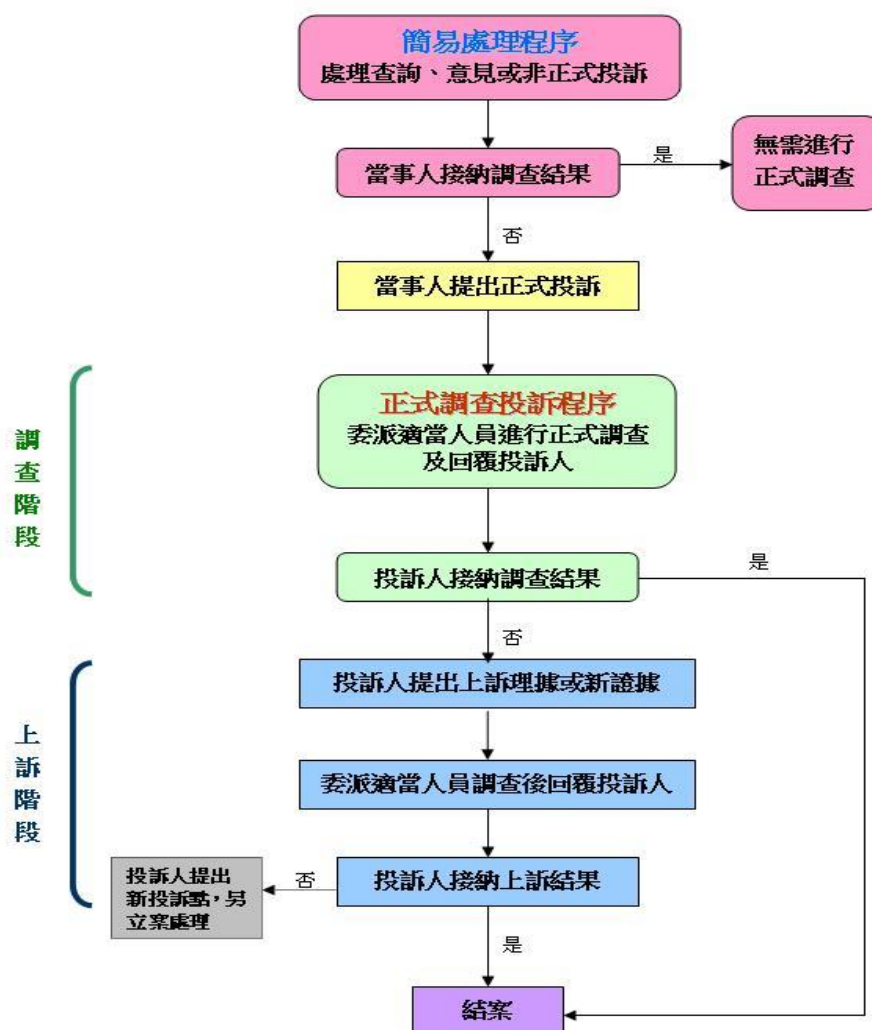 簡易處理程序
處理查詢、意見或非正式投訴
當事人接納調查結果
是
無需進行
正式調查
否
當事人提出正式投訴
調查階段
正式調查投訴程序
委派適當人員進行正式調查
及回覆投訴人
投訴人接納調查結果
是
否
上訴階段
投訴人提出上訴理據或新證據
委派適當人員調查後回覆投訴人
投訴人接納上訴結果
否
投訴人提出
新投訴點,另
立案處理
是
結案